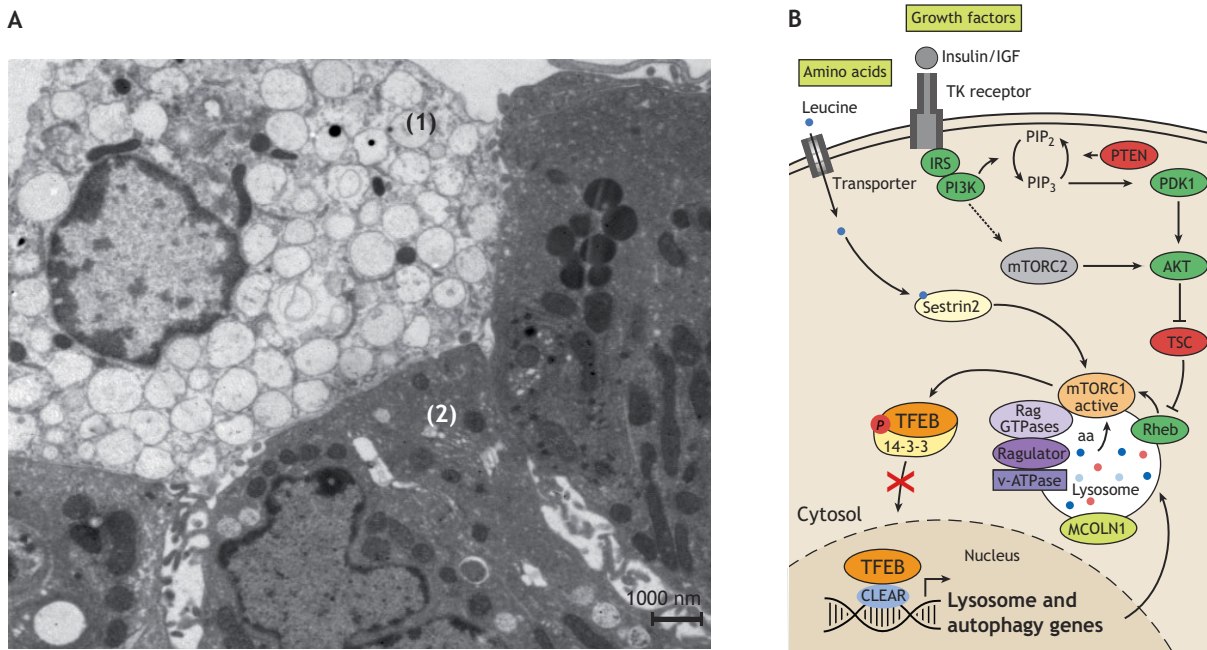 A
(1)
(2)
1000 nm
B
Growth factors
Insulin/IGF
Amino acids
TK receptor
Leucine
Transporter
IRS
PI3K
PIP2
PIP3
PTEN
PDK1
mTORC2
AKT
Sestrin2
TSC
mTORC1
active
Rheb
Rag
GTPases
aa
Ragulator
v-ATPase
Lysosome
MCOLN1
P
TFEB
14-3-3
Cytosol
Nucleus
TFEB
CLEAR
Lysosome and
autophagy genes